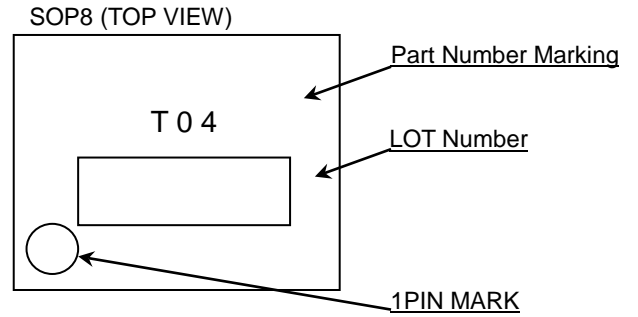 SOP8 (TOP VIEW)
Part Number Marking
T 0 4
LOT Number
1PIN MARK